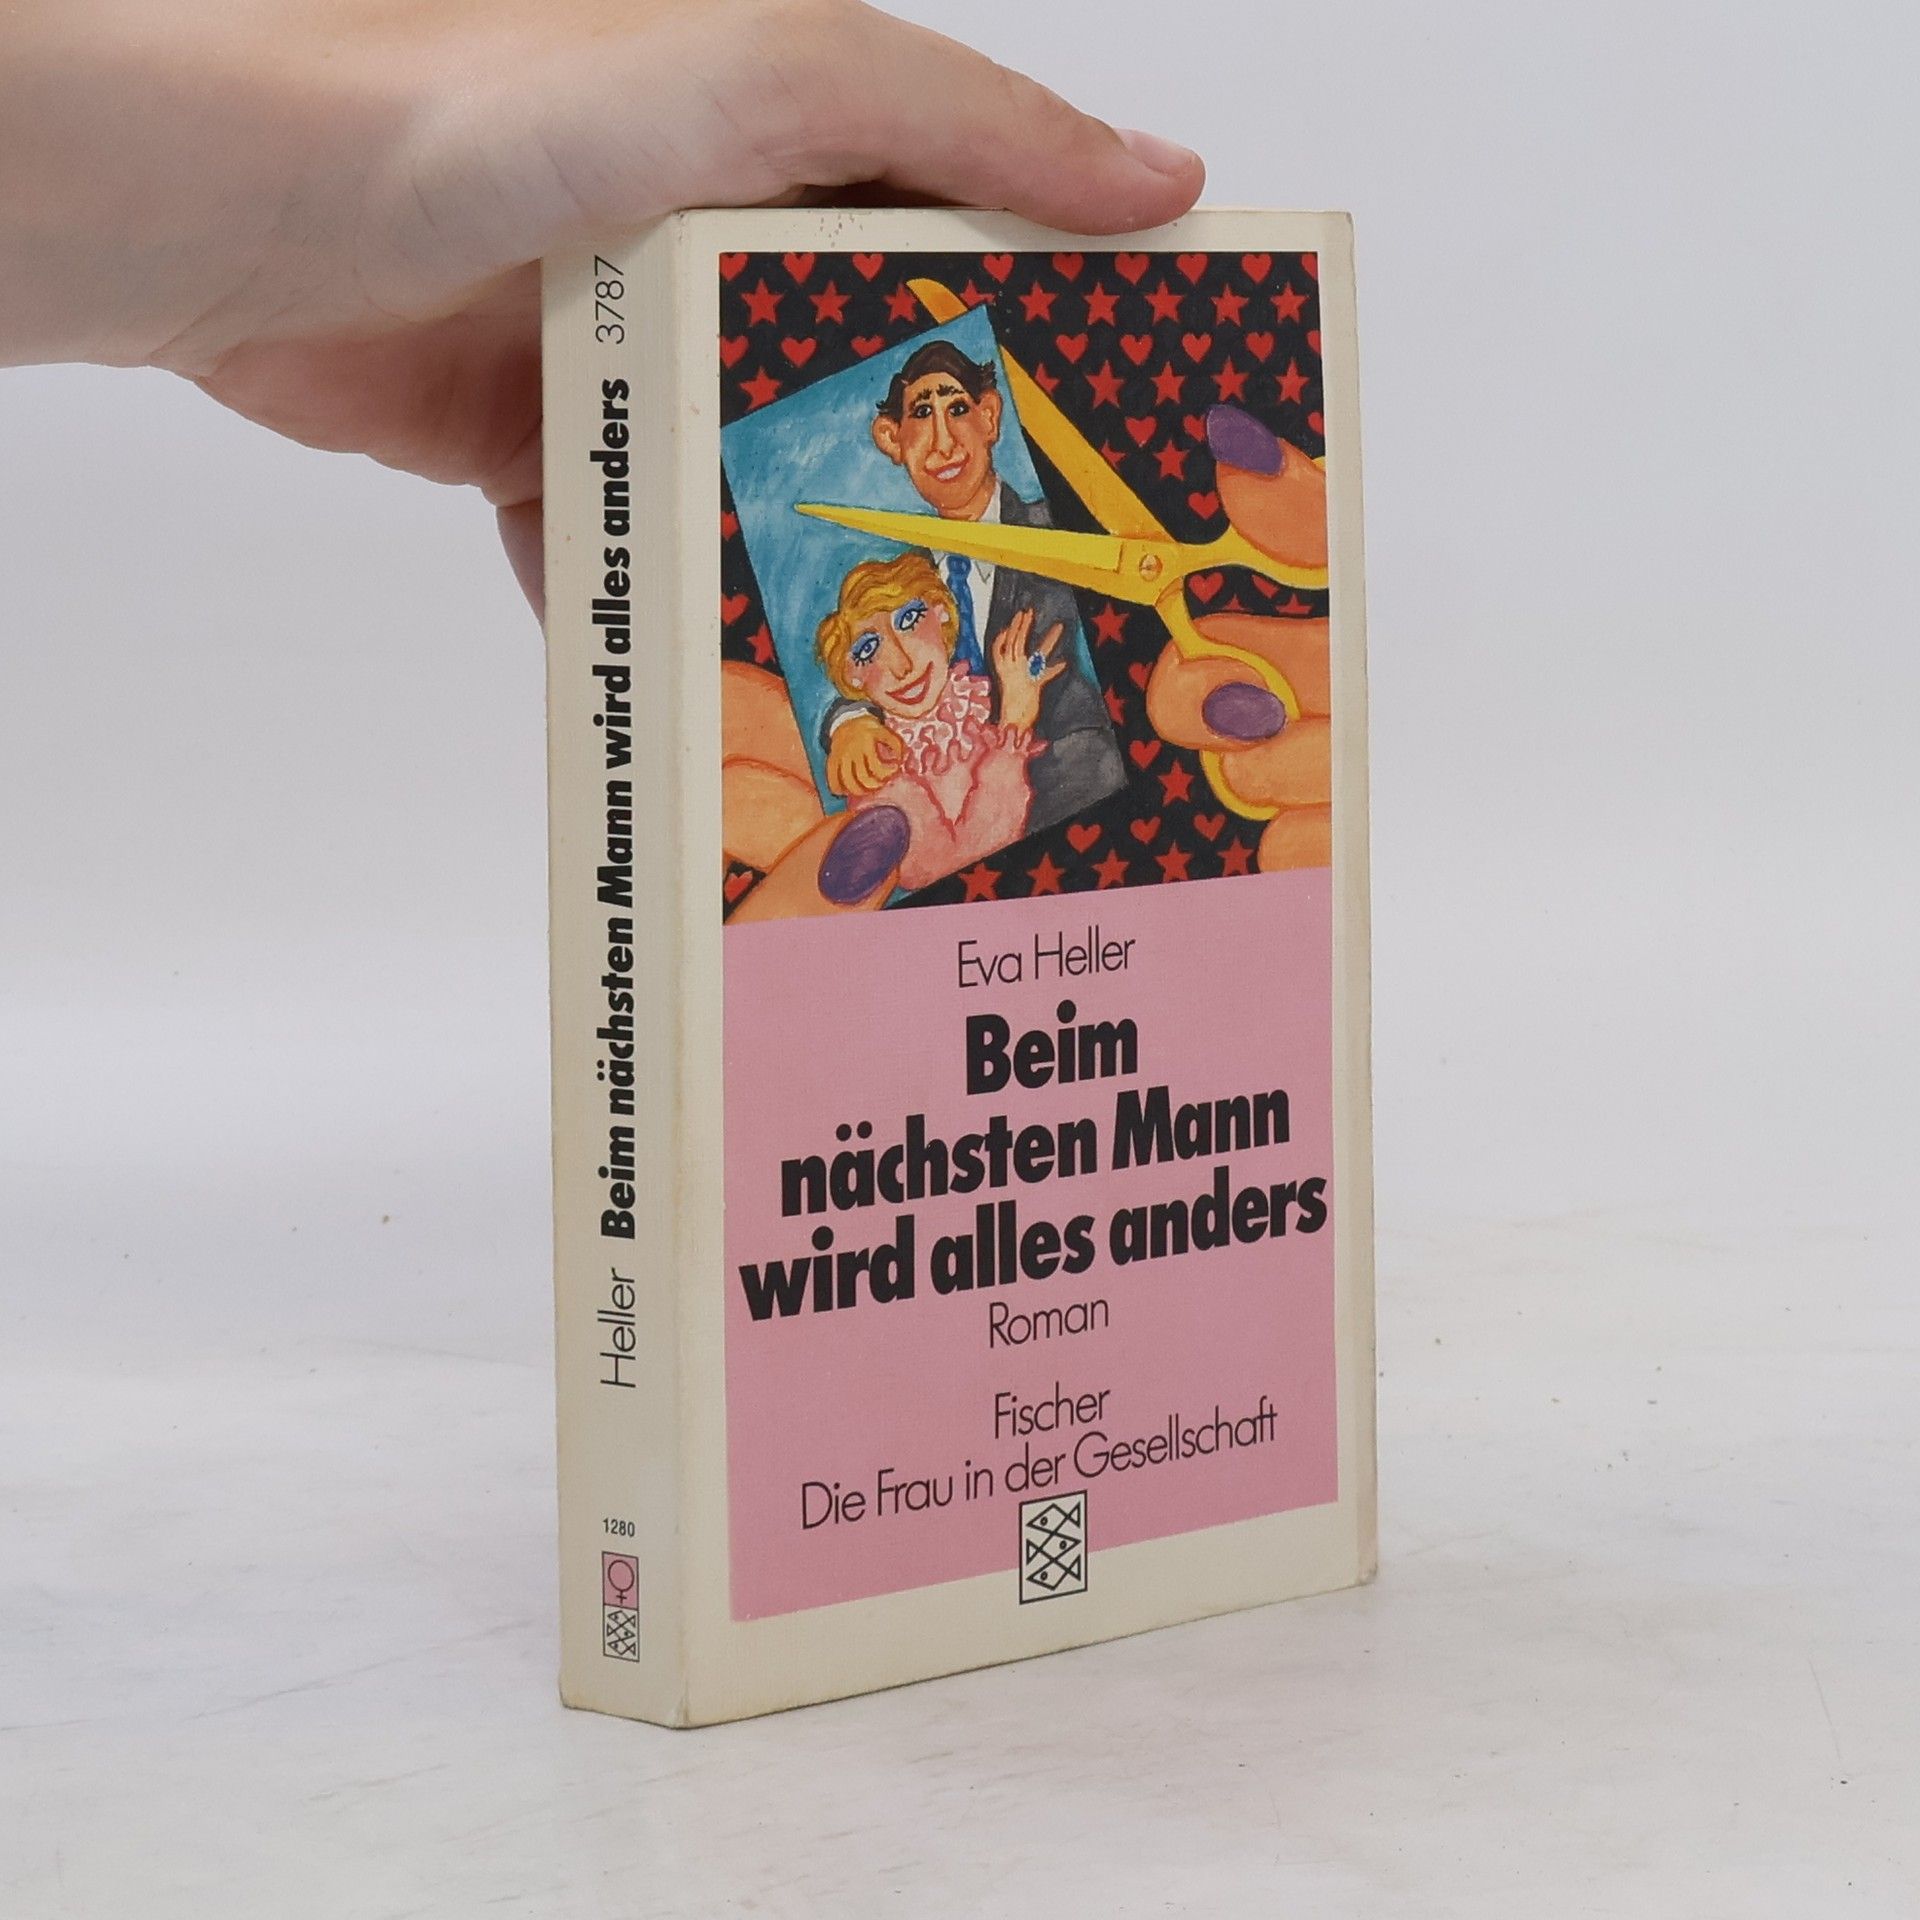 Heller Beim nächsten Mann wird alles anders 3787
1280
Eva Heller
Beim
nächsten Mann
wird alles anders
Roman
Fischer
Die Frau in der Gesellschaft